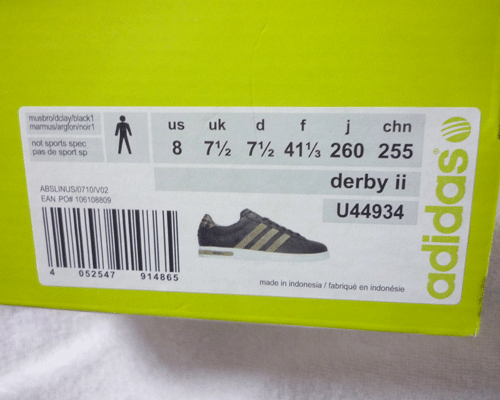 musbro/dclay/black1
marmus/argfon/noir1
not sports spec
pas de sport sp
us uk d f j chn
8 7½ 7½ 41⅓ 260 255
derby ii
U44934
ABSLINUS/0710/V02
EAN PO# 106108809
4 052547 914865
made in indonesia / fabriqué en indonésie
adidas